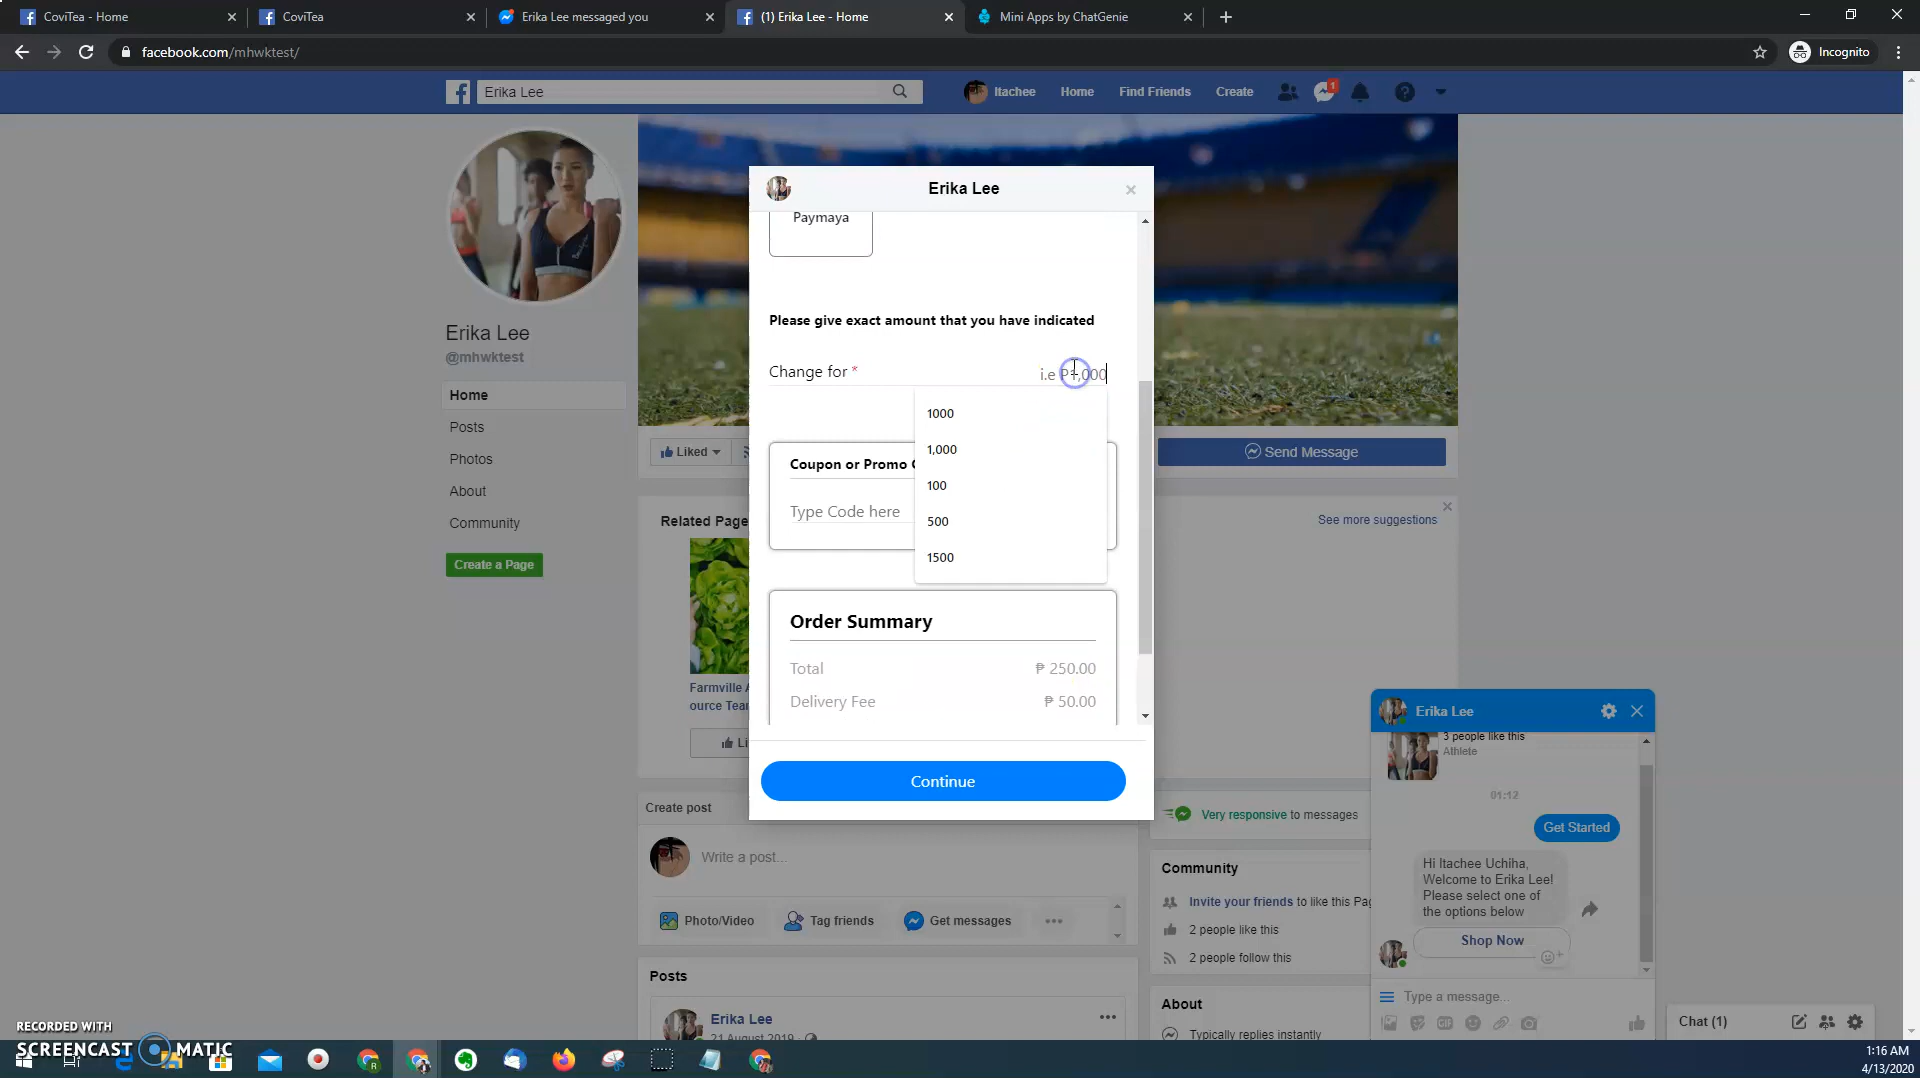 CoviTea - Home
CoviTea
Erika Lee messaged you
(1) Erika Lee - Home
Mini Apps by ChatGenie
facebook.com/mhwktest/
Incognito
Erika Lee
Itachee
Home
Find Friends
Create
1
Erika Lee
@mhwktest
Home
Posts
Photos
About
Community
Create a Page
Liked
Send Message
Related Page
See more suggestions
Farmville A
ource Tear
Li
Erika Lee
Paymaya
Please give exact amount that you have indicated
Change for *
i.e P1,000
1000
1,000
100
500
1500
Coupon or Promo C
Type Code here
Order Summary
Total
₱ 250.00
Delivery Fee
₱ 50.00
Continue
Create post
Write a post...
Photo/Video
Tag friends
Get messages
Posts
Erika Lee
21 August 2019
Very responsive to messages
Community
Invite your friends to like this Pag
2 people like this
2 people follow this
About
Typically replies instantly
Erika Lee
3 people like this
Athlete
01:12
Get Started
Hi Itachee Uchiha,
Welcome to Erika Lee!
Please select one of
the options below
Shop Now
Type a message...
GIF
Chat (1)
RECORDED WITH
SCREENCAST MATIC
1:16 AM
4/13/2020